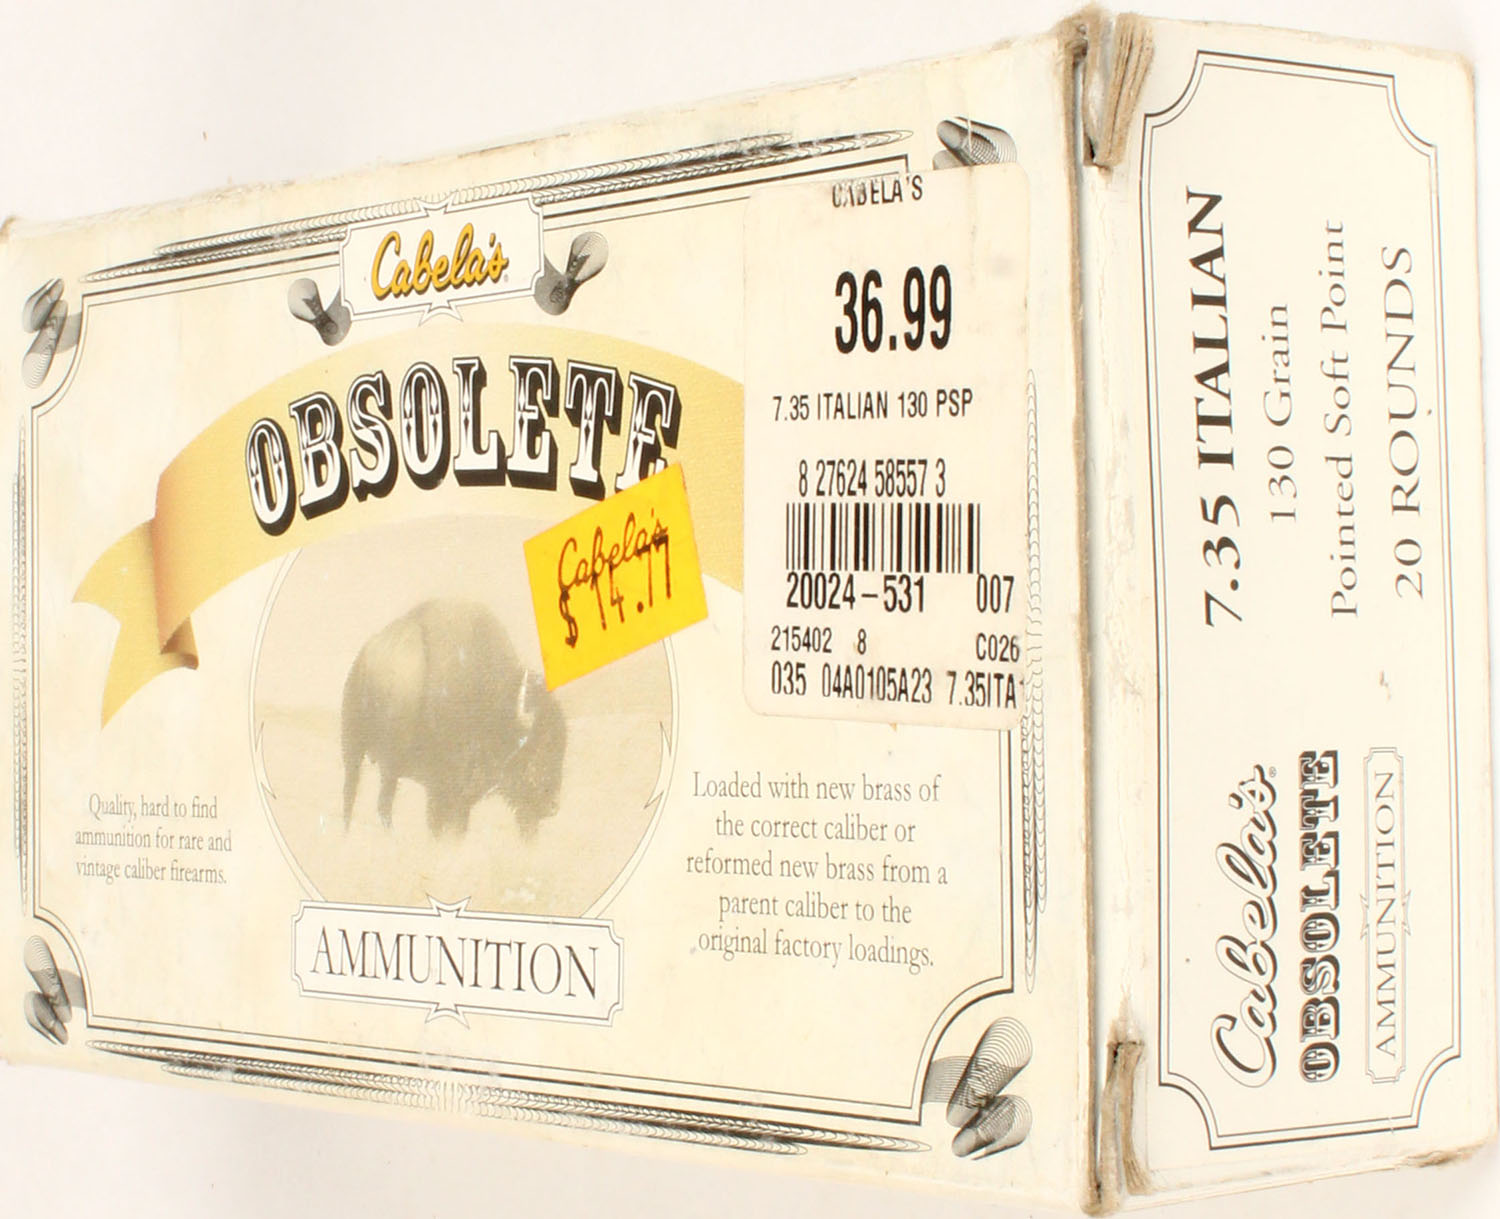 Cabela's
OBSOLETE
Cabela's
$ 14.77
Quality, hard to find
ammunition for rare and
vintage caliber firearms.
AMMUNITION
Loaded with new brass of
the correct caliber or
reformed new brass from a
parent caliber to the
original factory loadings.
CABELA'S
36.99
7.35 ITALIAN 130 PSP
8 27624 58557 3
20024-531 007
215402 8 C026
035 04A0105A23 7.35ITA
7.35 ITALIAN
130 Grain
Pointed Soft Point
20 ROUNDS
Cabela's®
OBSOLETE
AMMUNITION